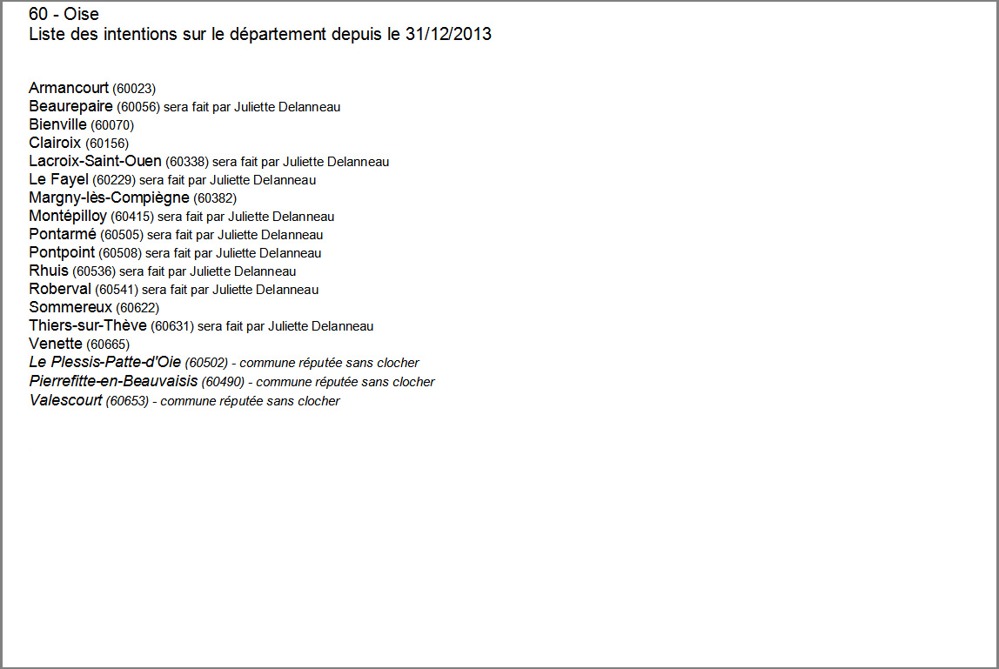 60 - Oise
Liste des intentions sur le département depuis le 31/12/2013
Armancourt (60023)
Beaurepaire (60056) sera fait par Juliette Delanneau
Bienville (60070)
Clairoix (60156)
Lacroix-Saint-Ouen (60338) sera fait par Juliette Delanneau
Le Fayel (60229) sera fait par Juliette Delanneau
Margny-lès-Compiègne (60382)
Montépilloy (60415) sera fait par Juliette Delanneau
Pontarmé (60505) sera fait par Juliette Delanneau
Pontpoint (60508) sera fait par Juliette Delanneau
Rhuis (60536) sera fait par Juliette Delanneau
Roberval (60541) sera fait par Juliette Delanneau
Sommereux (60622)
Thiers-sur-Thève (60631) sera fait par Juliette Delanneau
Venette (60665)
Le Plessis-Patte-d'Oie (60502) - commune réputée sans clocher
Pierrefitte-en-Beauvaisis (60490) - commune réputée sans clocher
Valescourt (60653) - commune réputée sans clocher